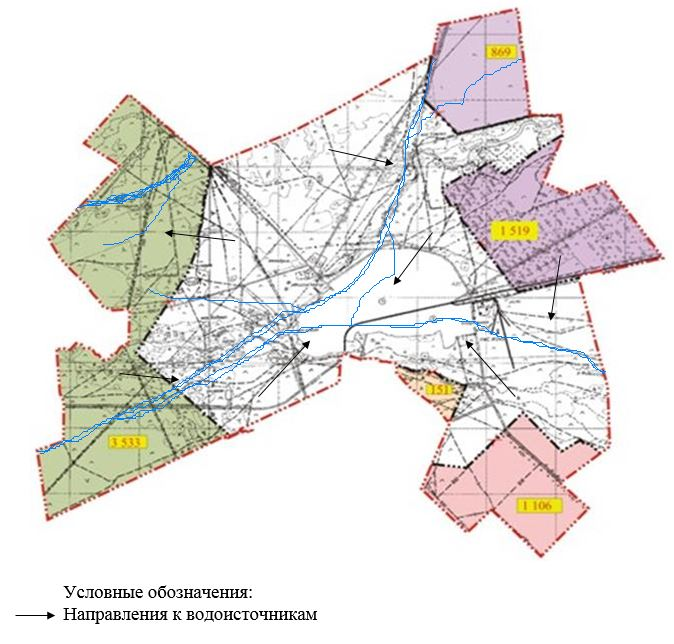 869
1 519
151
3 533
1 106
Условные обозначения:
Направления к водоисточникам